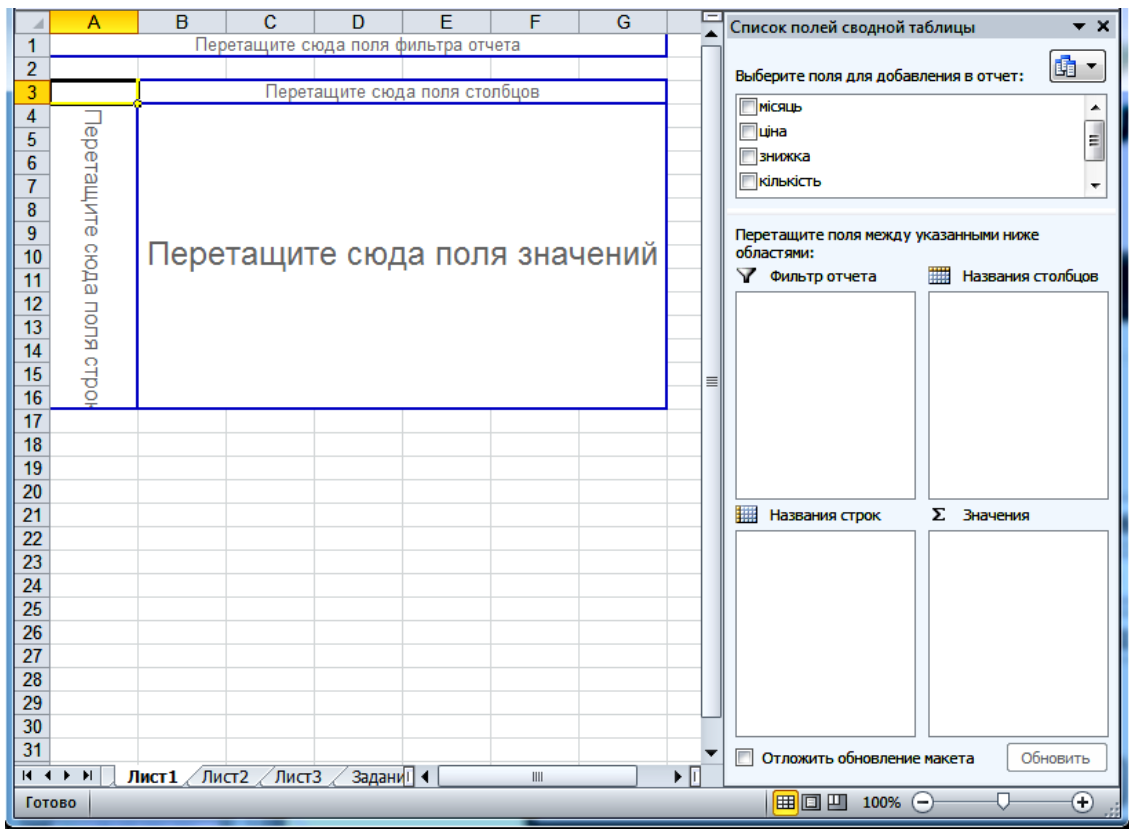 A B C D E F G
1
2
3
4
5
6
7
8
9
10
11
12
13
14
15
16
17
18
19
20
21
22
23
24
25
26
27
28
29
30
31
Перетащите сюда поля фильтра отчета
Перетащите сюда поля столбцов
Перетащите сюда поля строк
Перетащите сюда поля значений
Лист1 Лист2 Лист3 Задани
Список полей сводной таблицы
Выберите поля для добавления в отчет:
місяць
ціна
знижка
кількість
Перетащите поля между указанными ниже
областями:
Фильтр отчета
Названия столбцов
Названия строк
Σ Значения
Отложить обновление макета
Обновить
Готово
100%